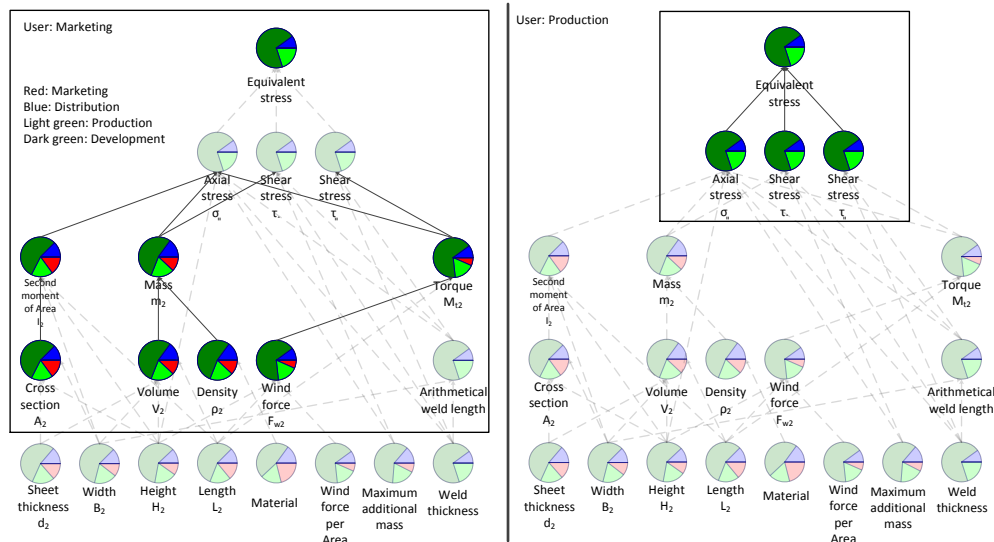 User: Marketing
Equivalent
stress
Red: Marketing
Blue: Distribution
Light green: Production
Dark green: Development
Axial
stress
Shear
stress
Shear
stress
Second
moment
of Area
I₂
Mass
m₂
Torque
Mₜ₂
Cross
section
A₂
Volume
V₂
Density
ρ₂
Wind
force
F_w2
Arithmetical
weld length
Sheet
thickness
d₂
Width
B₂
Height
H₂
Length
L₂
Material
Wind
force per
Area
Maximum
additional
mass
Weld
thickness
User: Production
Equivalent
stress
Axial
stress
Shear
stress
Shear
stress
Second
moment
of Area
I₂
Mass
m₂
Torque
Mₜ₂
Cross
section
A₂
Volume
V₂
Density
ρ₂
Wind
force
F_w2
Arithmetical
weld length
Sheet
thickness
d₂
Width
B₂
Height
H₂
Length
L₂
Material
Wind
force
per
Area
Maximum
additional
mass
Weld
thickness